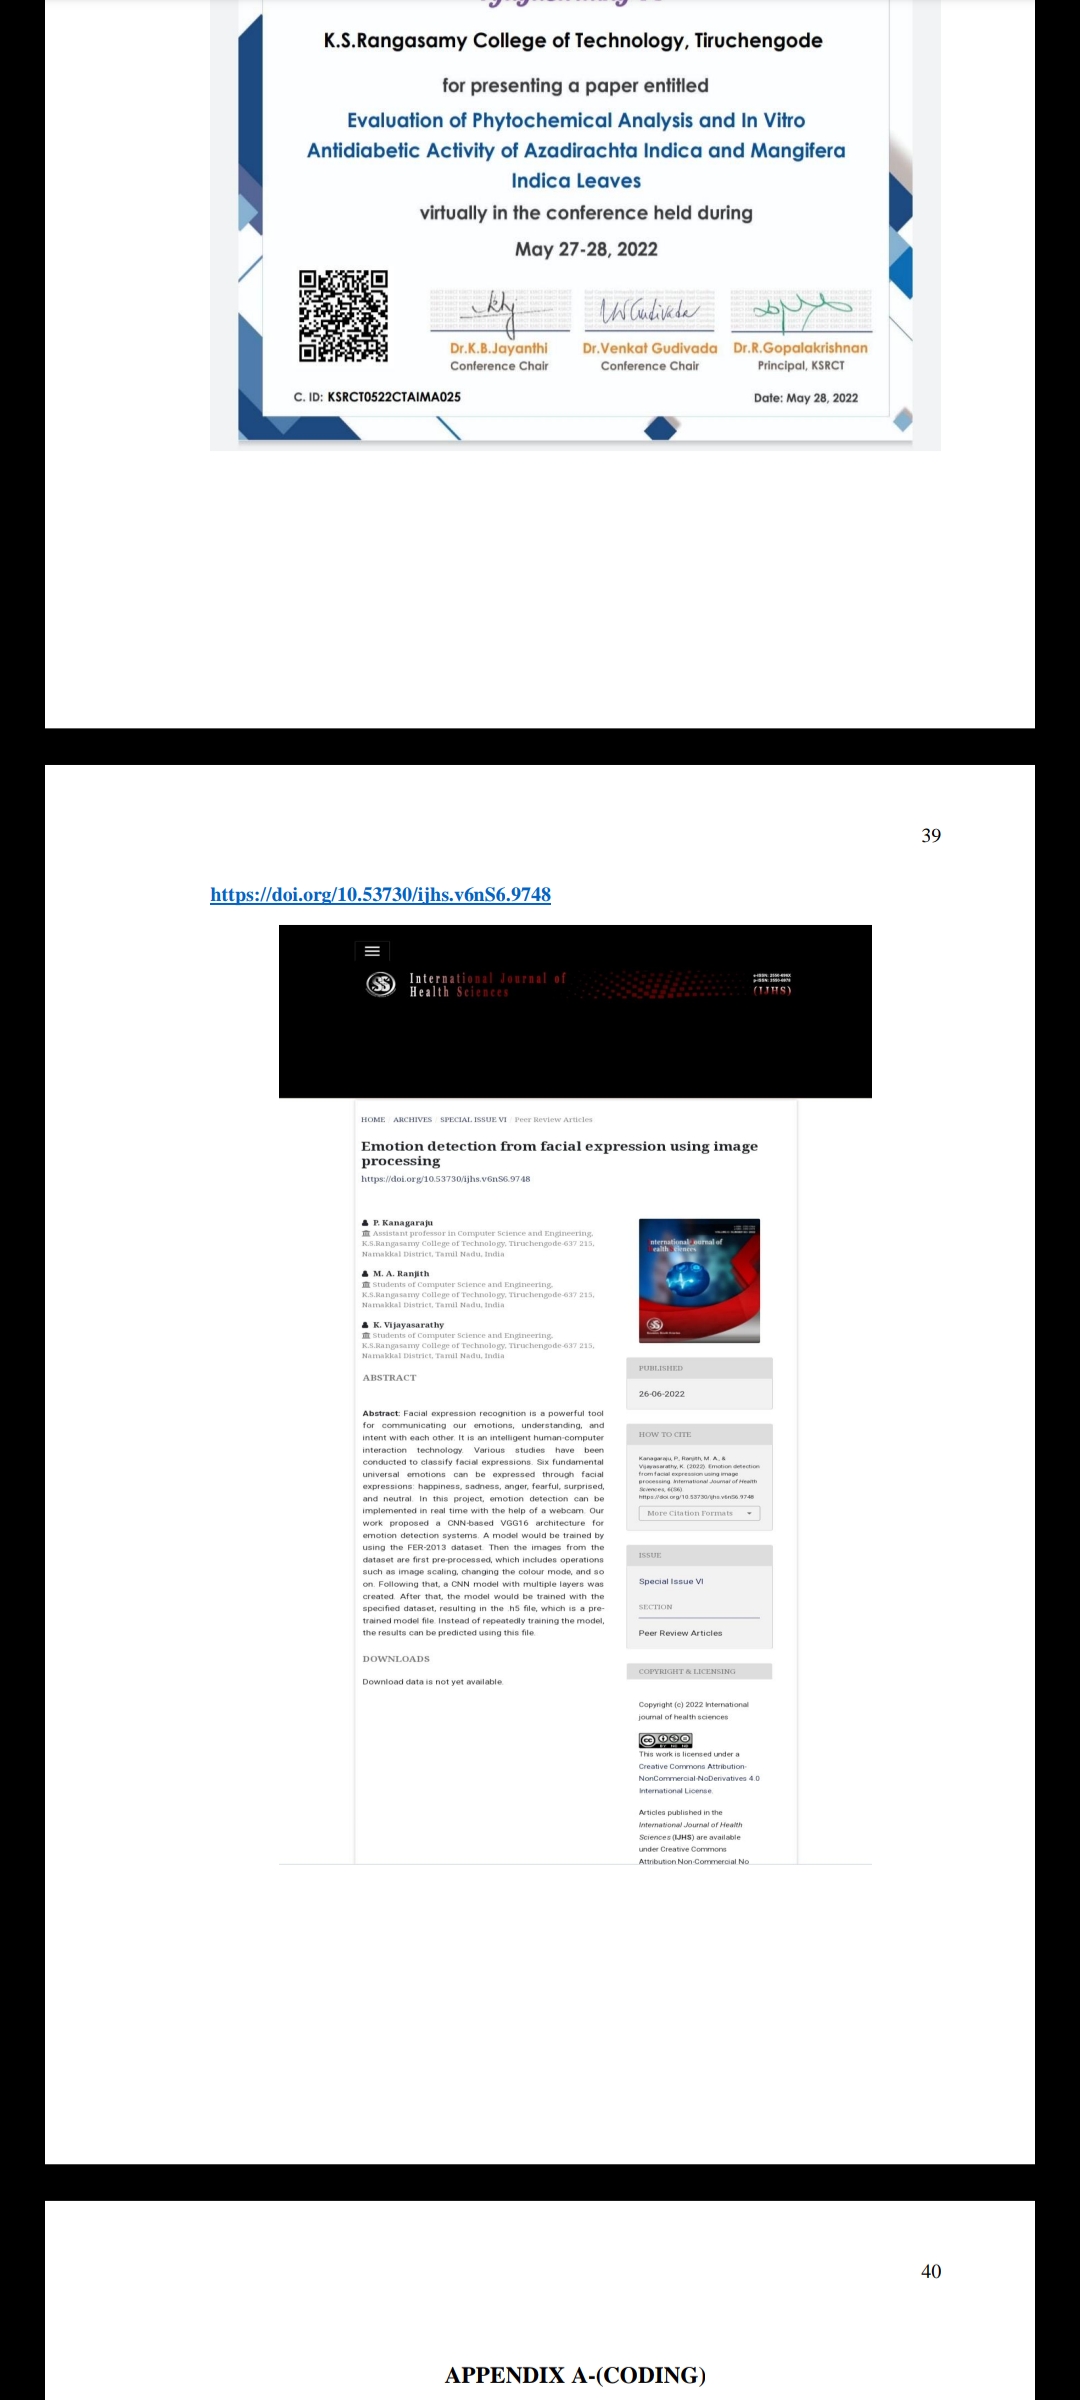 K.S.Rangasamy College of Technology, Tiruchengode
for presenting a paper entitled
Evaluation of Phytochemical Analysis and In Vitro
Antidiabetic Activity of Azadirachta Indica and Mangifera
Indica Leaves
virtually in the conference held during
May 27-28, 2022
Dr.K.B.Jayanthi
Conference Chair
Dr.Venkat Gudivada
Conference Chair
Dr.R.Gopalakrishnan
Principal, KSRCT
C. ID: KSRCT0522CTAIMA025
Date: May 28, 2022
39
https://doi.org/10.53730/ijhs.v6nS6.9748
International Journal of
Health Sciences
(IJHS)
HOME ARCHIVES SPECIAL ISSUE VI Peer Review Articles
Emotion detection from facial expression using image
processing
https://doi.org/10.53730/ijhs.v6nS6.9748
P. Kanagaraju
Assistant professor in Computer Science and Engineering,
K.S.Rangasamy College of Technology, Tiruchengode-637 215,
Namakkal District, Tamil Nadu, India
M. A. Ranjith
Students of Computer Science and Engineering,
K.S.Rangasamy College of Technology, Tiruchengode-637 215,
Namakkal District, Tamil Nadu, India
K. Vijayasarathy
Students of Computer Science and Engineering,
K.S.Rangasamy College of Technology, Tiruchengode-637 215,
Namakkal District, Tamil Nadu, India
ABSTRACT
Abstract: Facial expression recognition is a powerful tool
for communicating our emotions, understanding, and
intent with each other. It is an intelligent human-computer
interaction technology. Various studies have been
conducted to classify facial expressions. Six fundamental
universal emotions can be expressed through facial
expressions: happiness, sadness, anger, fearful, surprised,
and neutral. In this project, emotion detection can be
implemented in real time with the help of a webcam. Our
work proposed a CNN-based VGG16 architecture for
emotion detection systems. A model would be trained by
using the FER-2013 dataset. Then the images from the
dataset are first pre-processed, which includes operations
such as image scaling, changing the colour mode, and so
on. Following that, a CNN model with multiple layers was
created. After that, the model would be trained with the
specified dataset, resulting in the .h5 file, which is a pre-
trained model file. Instead of repeatedly training the model,
the results can be predicted using this file.
DOWNLOADS
Download data is not yet available.
International Journal of
Health Sciences
PUBLISHED
26-06-2022
HOW TO CITE
Kanagaraju, P., Ranjith, M. A., &
Vijayasarathy, K. (2022). Emotion detection
from facial expression using image
processing. International Journal of Health
Sciences, 6(S6).
https://doi.org/10.53730/ijhs.v6nS6.9748
More Citation Formats
ISSUE
Special Issue VI
SECTION
Peer Review Articles
COPYRIGHT & LICENSING
Copyright (c) 2022 International
journal of health sciences
This work is licensed under a
Creative Commons Attribution-
NonCommercial-NoDerivatives 4.0
International License.
Articles published in the
International Journal of Health
Sciences (IJHS) are available
under Creative Commons
Attribution Non-Commercial No
40
APPENDIX A-(CODING)